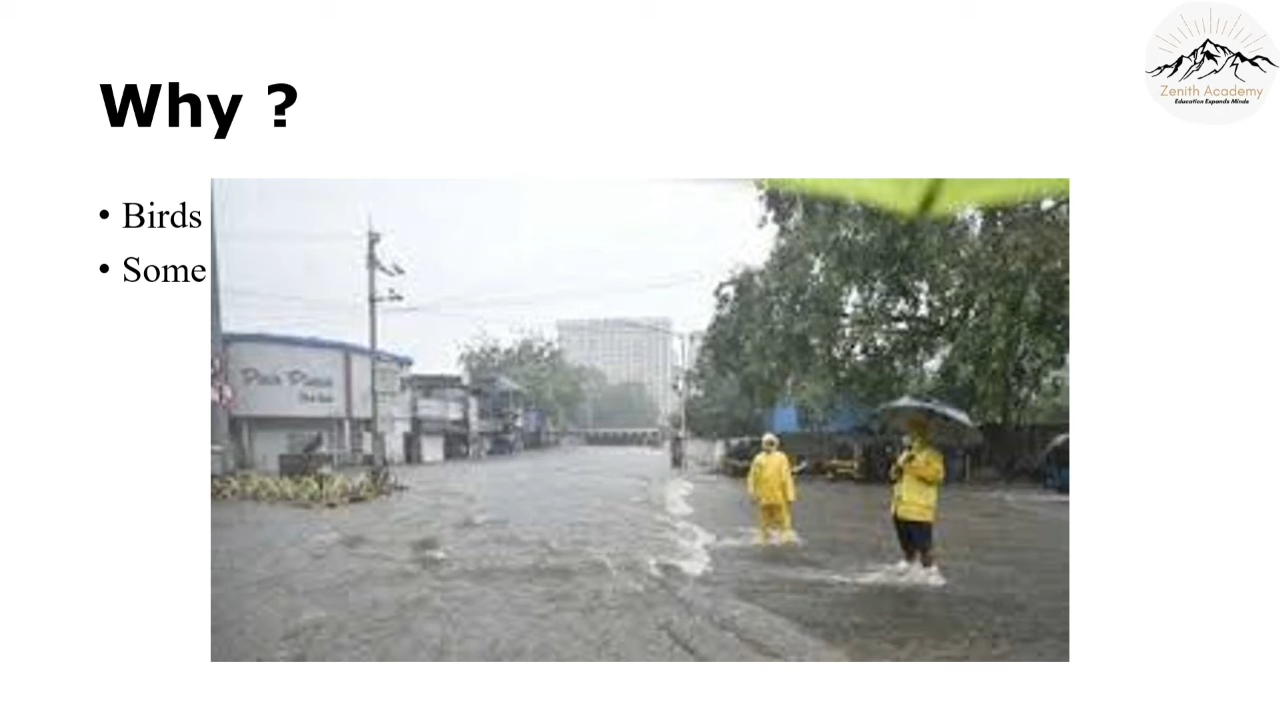 Zenith Academy
Education Expands Minds
Why ?
• Birds
• Some